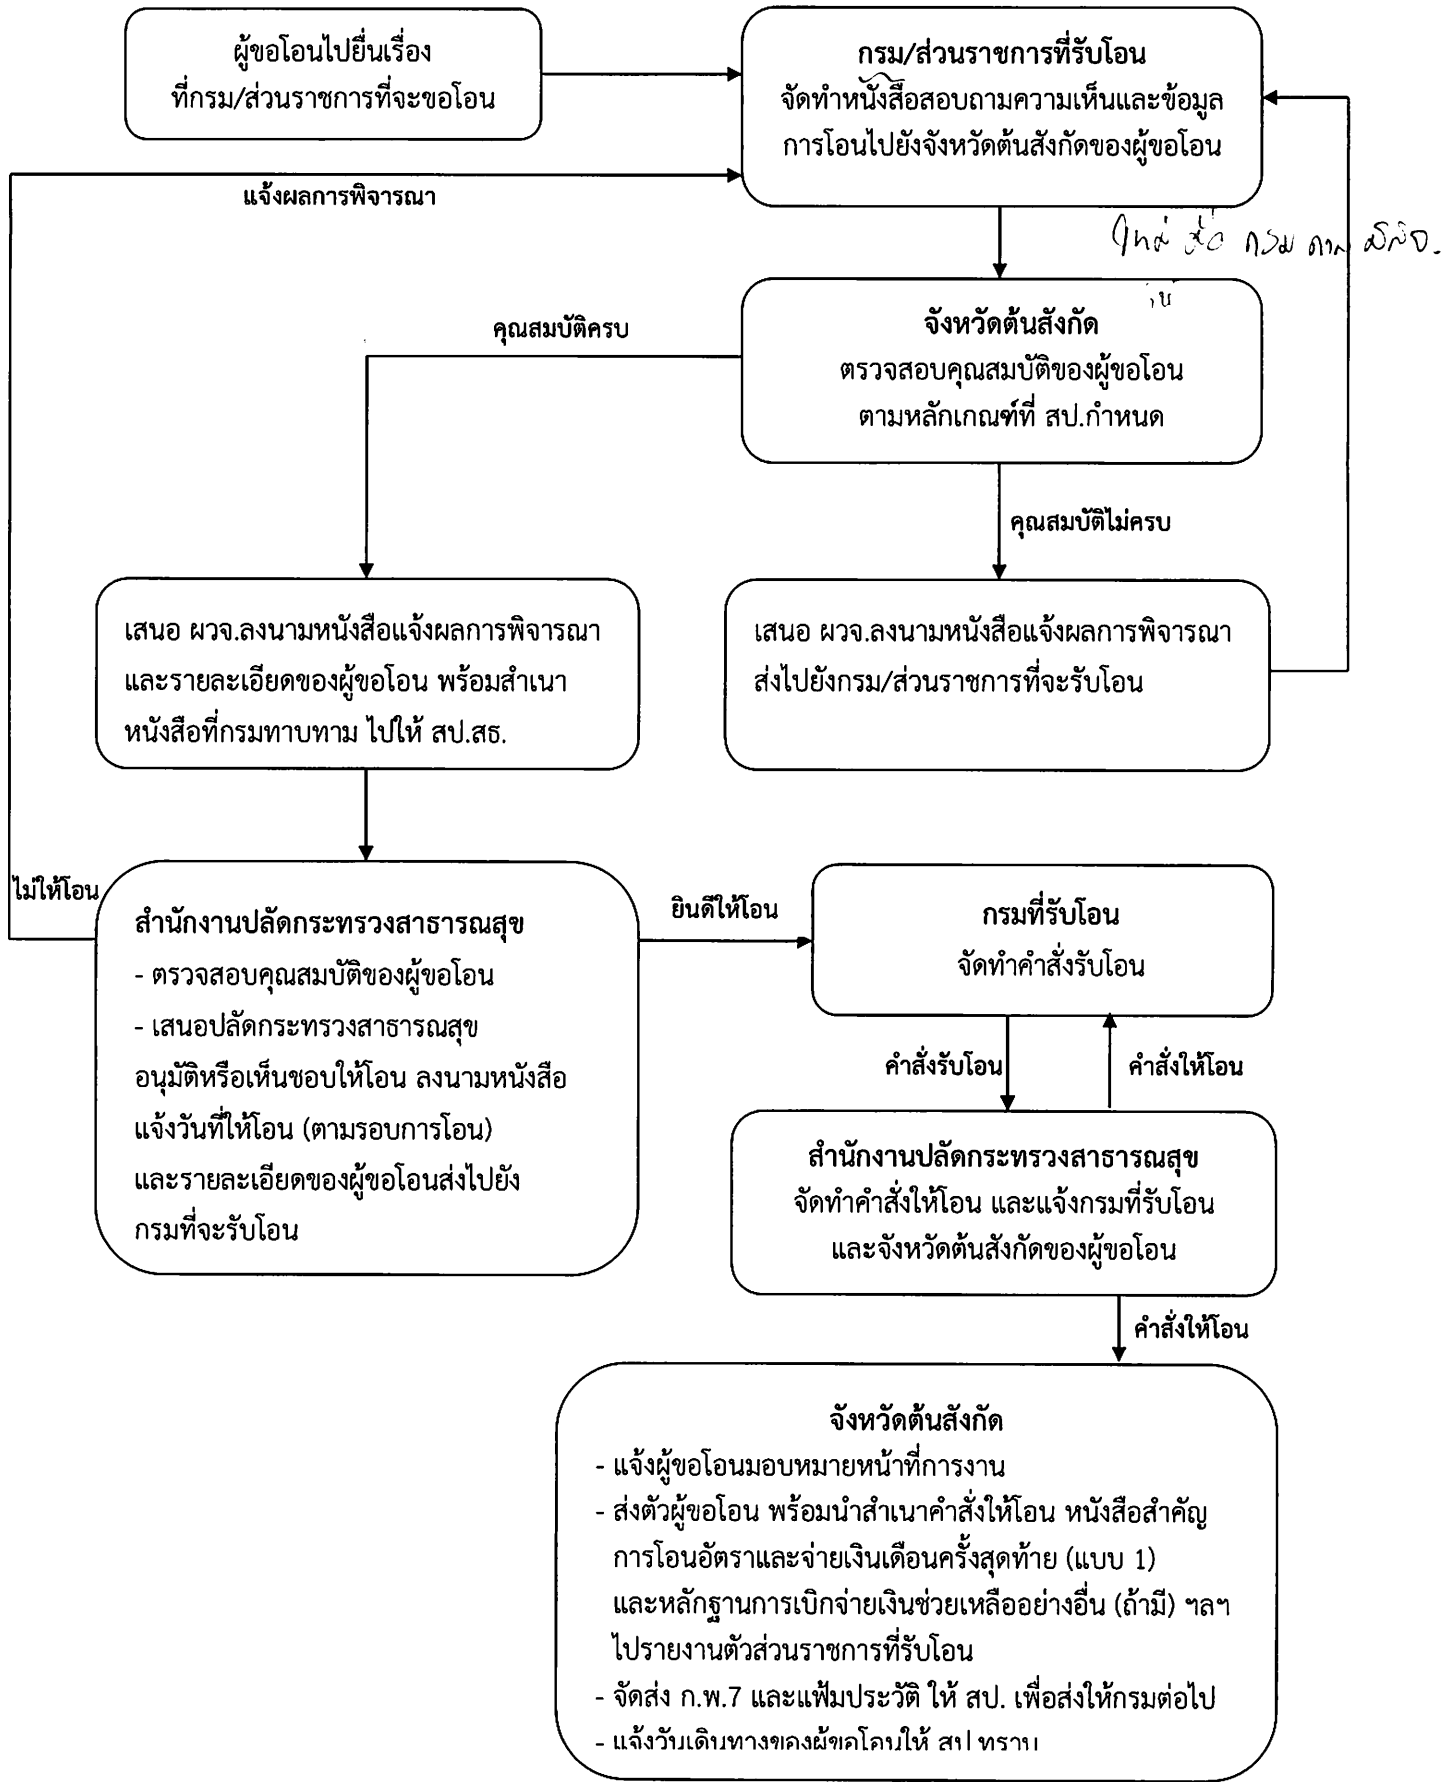 ผู้ขอโอนไปยื่นเรื่อง
ที่กรม/ส่วนราชการที่จะขอโอน
กรม/ส่วนราชการที่รับโอน
จัดทำหนังสือสอบถามความเห็นและข้อมูล
การโอนไปยังจังหวัดต้นสังกัดของผู้ขอโอน
แจ้งผลการพิจารณา
จังหวัดต้นสังกัด
ตรวจสอบคุณสมบัติของผู้ขอโอน
ตามหลักเกณฑ์ที่ สป.กำหนด
คุณสมบัติครบ
คุณสมบัติไม่ครบ
เสนอ ผวจ.ลงนามหนังสือแจ้งผลการพิจารณา
และรายละเอียดของผู้ขอโอน พร้อมสำเนา
หนังสือที่กรมทาบทาม ไปให้ สป.สธ.
เสนอ ผวจ.ลงนามหนังสือแจ้งผลการพิจารณา
ส่งไปยังกรม/ส่วนราชการที่จะรับโอน
ไม่ให้โอน
สำนักงานปลัดกระทรวงสาธารณสุข
- ตรวจสอบคุณสมบัติของผู้ขอโอน
- เสนอปลัดกระทรวงสาธารณสุข
อนุมัติหรือเห็นชอบให้โอน ลงนามหนังสือ
แจ้งวันที่ให้โอน (ตามรอบการโอน)
และรายละเอียดของผู้ขอโอนส่งไปยัง
กรมที่จะรับโอน
ยินดีให้โอน
กรมที่รับโอน
จัดทำคำสั่งรับโอน
คำสั่งรับโอน
คำสั่งให้โอน
สำนักงานปลัดกระทรวงสาธารณสุข
จัดทำคำสั่งให้โอน และแจ้งกรมที่รับโอน
และจังหวัดต้นสังกัดของผู้ขอโอน
คำสั่งให้โอน
จังหวัดต้นสังกัด
- แจ้งผู้ขอโอนมอบหมายหน้าที่การงาน
- ส่งตัวผู้ขอโอน พร้อมนำสำเนาคำสั่งให้โอน หนังสือสำคัญ
การโอนอัตราและจ่ายเงินเดือนครั้งสุดท้าย (แบบ 1)
และหลักฐานการเบิกจ่ายเงินช่วยเหลืออย่างอื่น (ถ้ามี) ฯลฯ
ไปรายงานตัวส่วนราชการที่รับโอน
- จัดส่ง ก.พ.7 และแฟ้มประวัติ ให้ สป. เพื่อส่งให้กรมต่อไป
- แจ้งวันเดินทางของผู้ขอโอนให้ สป.ทราบ